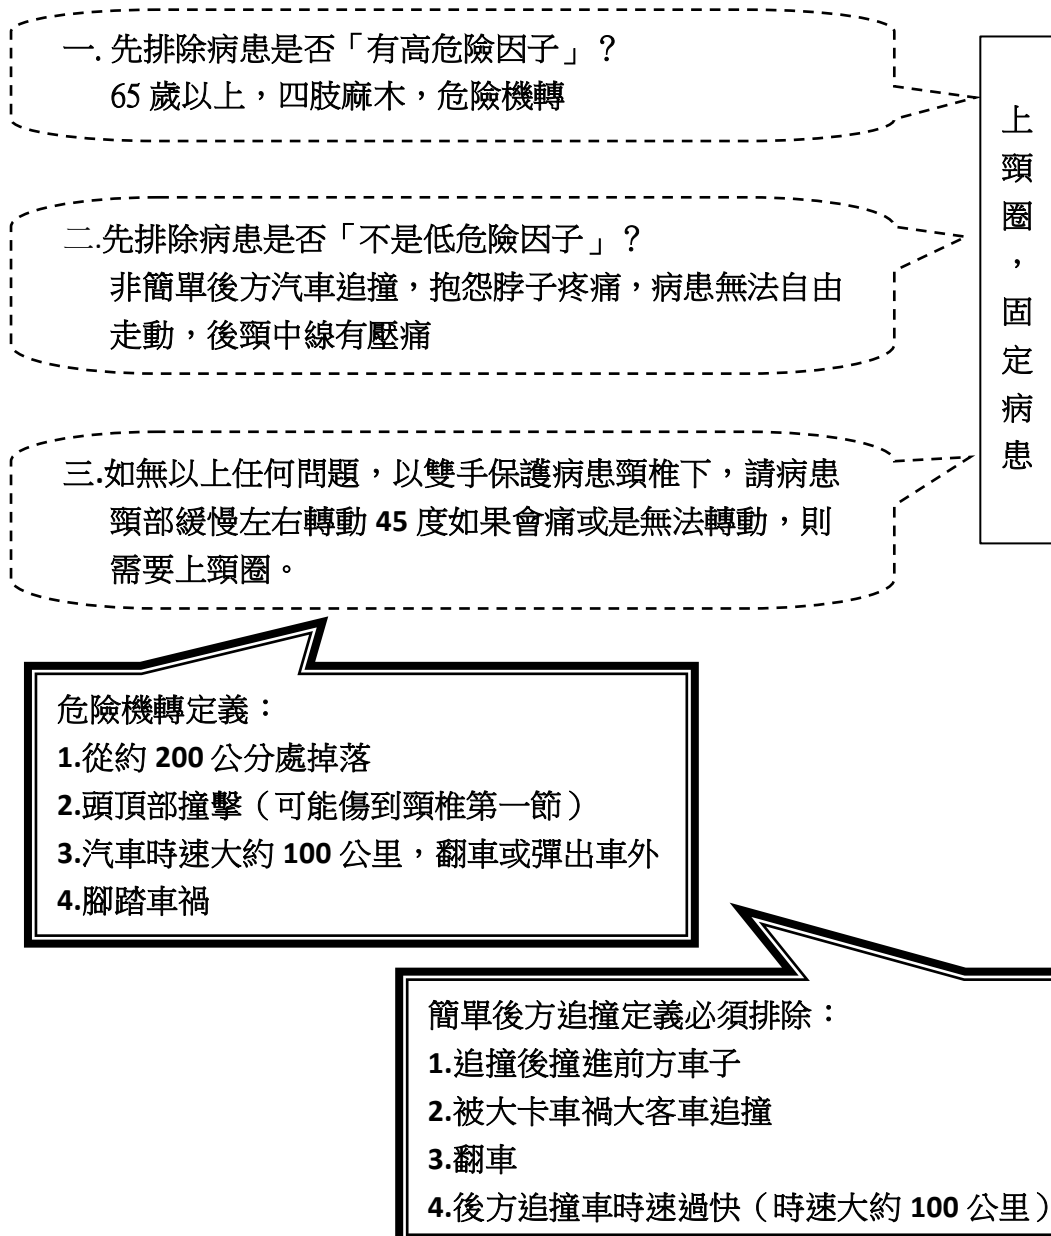 一. 先排除病患是否「有高危險因子」？
65 歲以上，四肢麻木，危險機轉
二.先排除病患是否「不是低危險因子」？
非簡單後方汽車追撞，抱怨脖子疼痛，病患無法自由
走動，後頸中線有壓痛
三.如無以上任何問題，以雙手保護病患頸椎下，請病患
頸部緩慢左右轉動 45 度如果會痛或是無法轉動，則
需要上頸圈。
上頸圈，固定病患
危險機轉定義：
1.從約 200 公分處掉落
2.頭頂部撞擊（可能傷到頸椎第一節）
3.汽車時速大約 100 公里，翻車或彈出車外
4.腳踏車禍
簡單後方追撞定義必須排除：
1.追撞後撞進前方車子
2.被大卡車禍大客車追撞
3.翻車
4.後方追撞車時速過快（時速大約 100 公里）